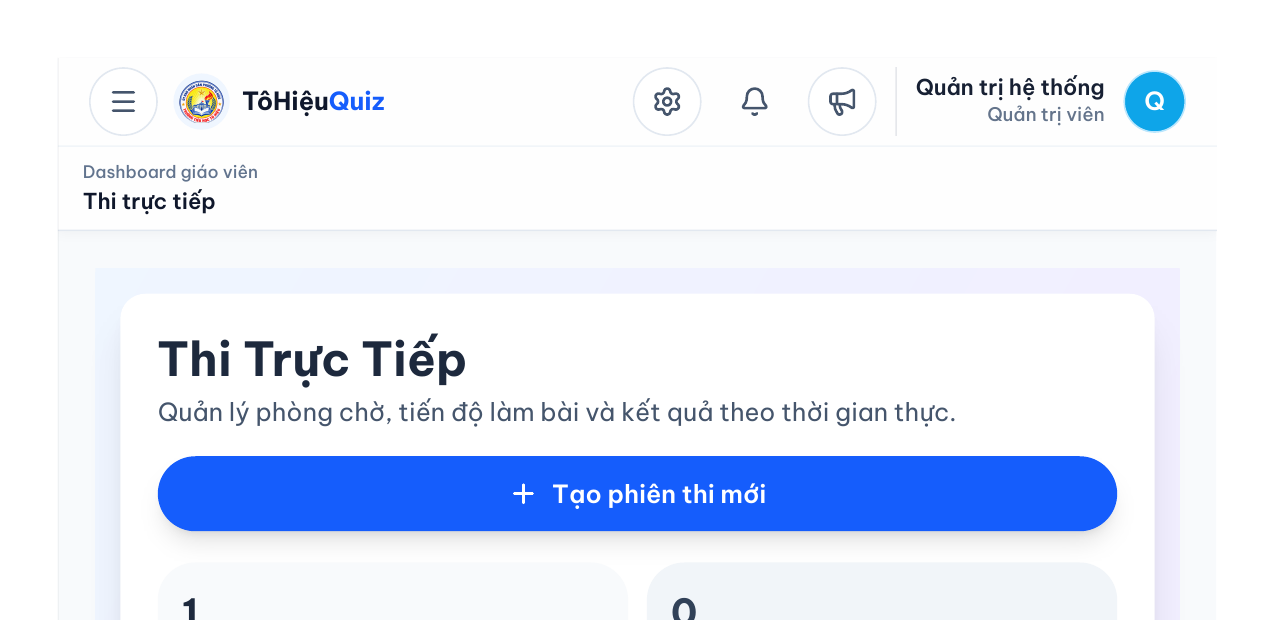 TôHiệuQuiz
Quản trị hệ thống
Quản trị viên
Q
Dashboard giáo viên
Thi trực tiếp
Thi Trực Tiếp
Quản lý phòng chờ, tiến độ làm bài và kết quả theo thời gian thực.
+ Tạo phiên thi mới
1
0